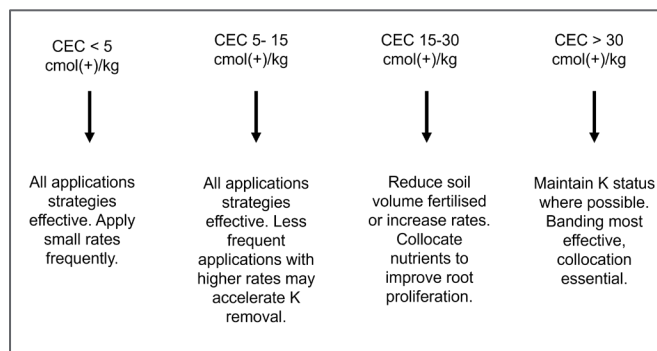 CEC < 5
cmol(+)/kg
CEC 5- 15
cmol(+)/kg
CEC 15-30
cmol(+)/kg
CEC > 30
cmol(+)/kg
All applications
strategies
effective. Apply
small rates
frequently.
All applications
strategies
effective. Less
frequent
applications with
higher rates may
accelerate K
removal.
Reduce soil
volume fertilised
or increase rates.
Collocate
nutrients to
improve root
proliferation.
Maintain K status
where possible.
Banding most
effective,
collocation
essential.